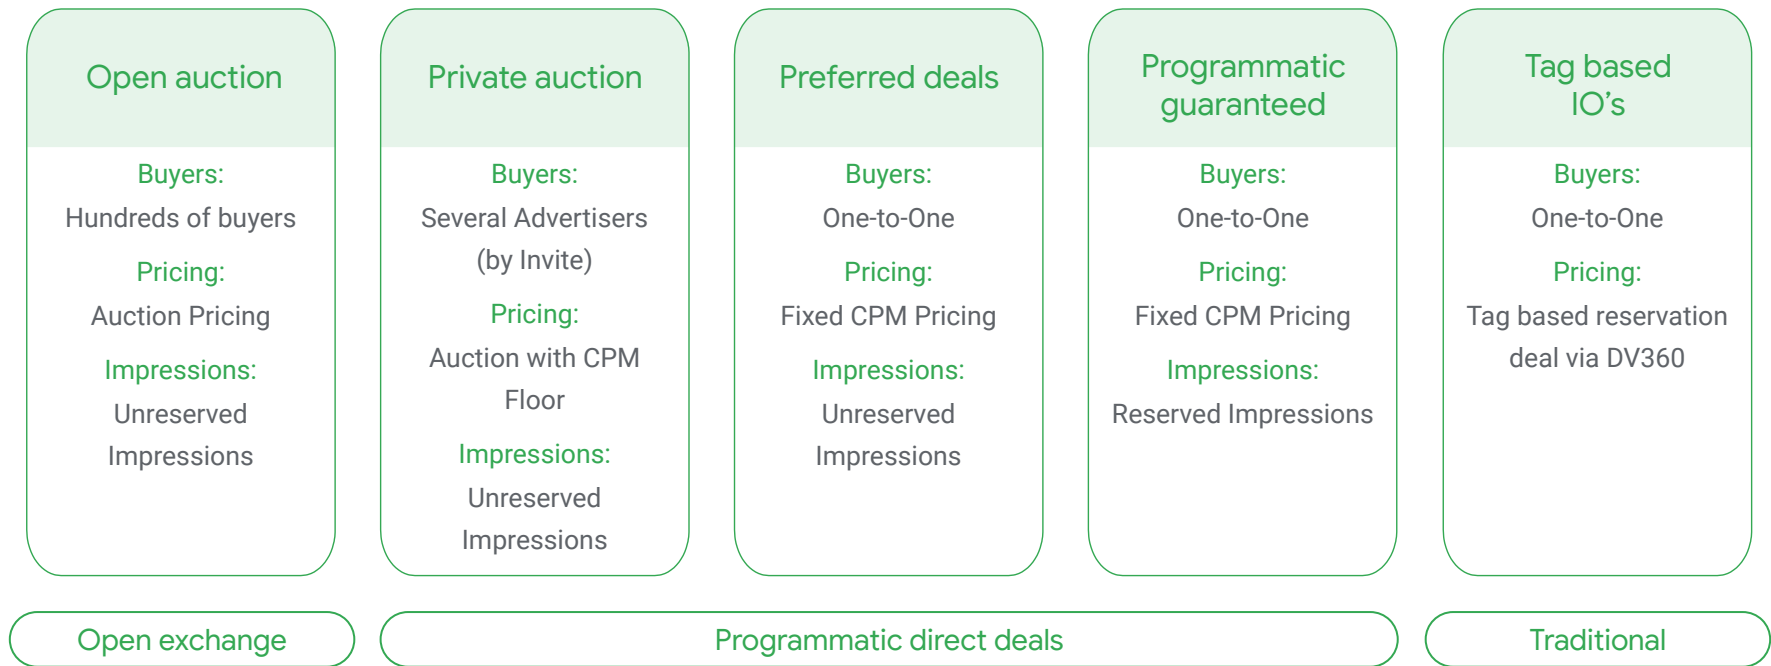 Open auction
Buyers:
Hundreds of buyers
Pricing:
Auction Pricing
Impressions:
Unreserved
Impressions
Private auction
Buyers:
Several Advertisers
(by Invite)
Pricing:
Auction with CPM
Floor
Impressions:
Unreserved
Impressions
Preferred deals
Buyers:
One-to-One
Pricing:
Fixed CPM Pricing
Impressions:
Unreserved
Impressions
Programmatic
guaranteed
Buyers:
One-to-One
Pricing:
Fixed CPM Pricing
Impressions:
Reserved Impressions
Tag based
IO’s
Buyers:
One-to-One
Pricing:
Tag based reservation
deal via DV360
Open exchange
Programmatic direct deals
Traditional